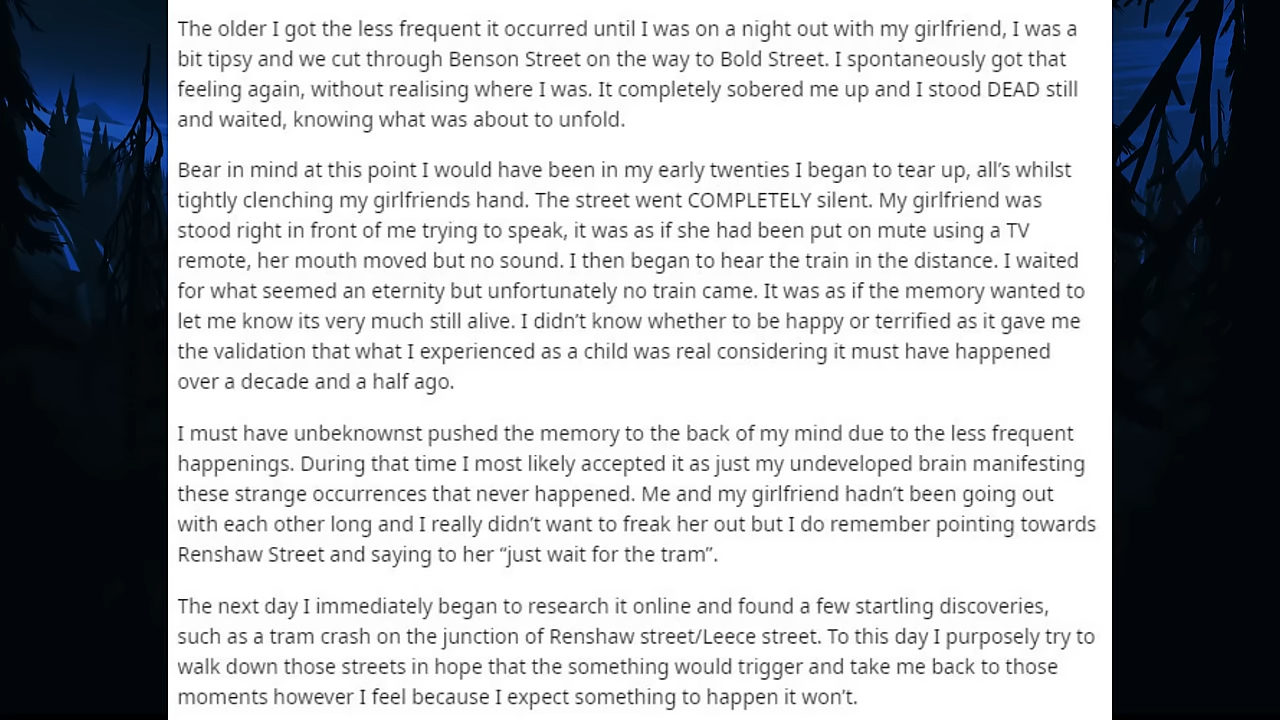 The older I got the less frequent it occurred until I was on a night out with my girlfriend, I was a
bit tipsy and we cut through Benson Street on the way to Bold Street. I spontaneously got that
feeling again, without realising where I was. It completely sobered me up and I stood DEAD still
and waited, knowing what was about to unfold.
Bear in mind at this point I would have been in my early twenties I began to tear up, all’s whilst
tightly clenching my girlfriends hand. The street went COMPLETELY silent. My girlfriend was
stood right in front of me trying to speak, it was as if she had been put on mute using a TV
remote, her mouth moved but no sound. I then began to hear the train in the distance. I waited
for what seemed an eternity but unfortunately no train came. It was as if the memory wanted to
let me know its very much still alive. I didn’t know whether to be happy or terrified as it gave me
the validation that what I experienced as a child was real considering it must have happened
over a decade and a half ago.
I must have unbeknownst pushed the memory to the back of my mind due to the less frequent
happenings. During that time I most likely accepted it as just my undeveloped brain manifesting
these strange occurrences that never happened. Me and my girlfriend hadn’t been going out
with each other long and I really didn’t want to freak her out but I do remember pointing towards
Renshaw Street and saying to her “just wait for the tram”.
The next day I immediately began to research it online and found a few startling discoveries,
such as a tram crash on the junction of Renshaw street/Leece street. To this day I purposely try to
walk down those streets in hope that the something would trigger and take me back to those
moments however I feel because I expect something to happen it won’t.